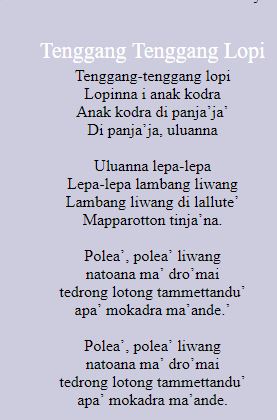 Tenggang Tenggang Lopi
Tenggang-tenggang lopi
Lopinna i anak kodra
Anak kodra di panja’ja’
Di panja’ja, uluanna
Uluanna lepa-lepa
Lepa-lepa lambang liwang
Lambang liwang di lallute’
Mapparotton tinja’na.
Polea’, polea’ liwang
natoana ma’ dro’mai
tedrong lotong tammettandu’
apa’ mokadra ma’ande.’
Polea’, polea’ liwang
natoana ma’ dro’mai
tedrong lotong tammettandu’
apa’ mokadra ma’ande’